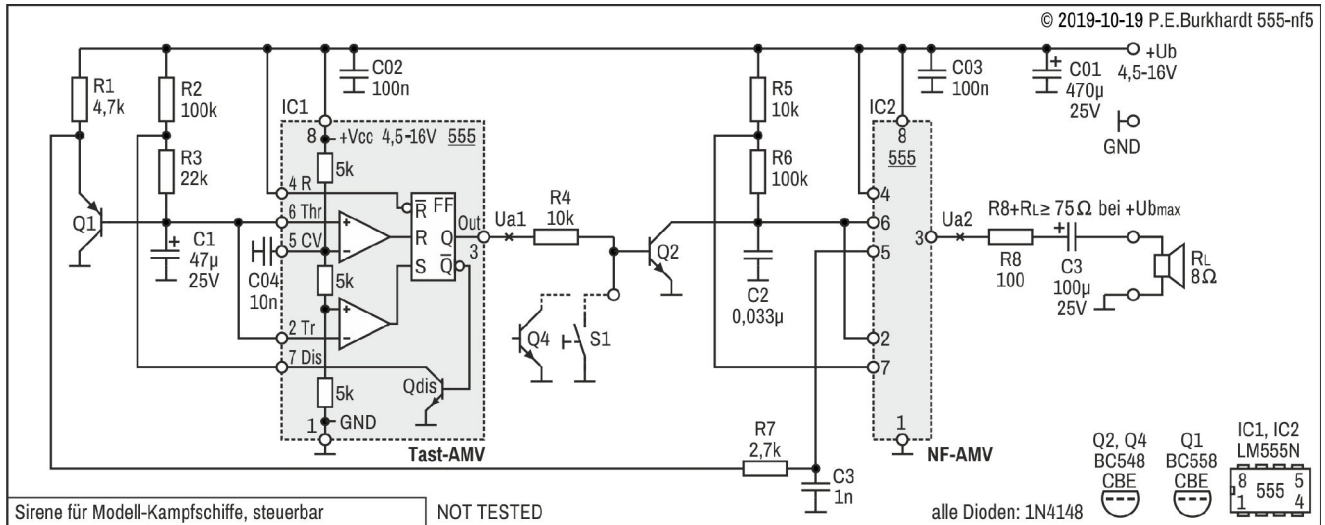 © 2019-10-19 P.E.Burkhardt 555-nf5
R1
4,7k
R2
100k
R3
22k
Q1
C1
47µ
25V
C02
100n
IC1
8
+Vcc 4,5-16V 555
5k
4 R
6 Thr
5 CV
C04
10n
5k
2 Tr
7 Dis
5k
Qdis
1
GND
Tast-AMV
R FF
R Q
S Q
Out
3
Ua1
R4
10k
Q4
S1
Q2
R5
10k
R6
100k
C2
0,033µ
R7
2,7k
C3
1n
IC2
8
555
4
6
5
2
7
3
1
NF-AMV
C03
100n
C01
470µ
25V
+Ub
4,5-16V
GND
Ua2
R8+RL≥ 75Ω bei +Ubmax
R8
100
C3
100µ
25V
RL
8Ω
Q2, Q4
BC548
CBE
Q1
BC558
CBE
IC1, IC2
LM555N
8 5
555
1 4
Sirene für Modell-Kampfschiffe, steuerbar
NOT TESTED
alle Dioden: 1N4148